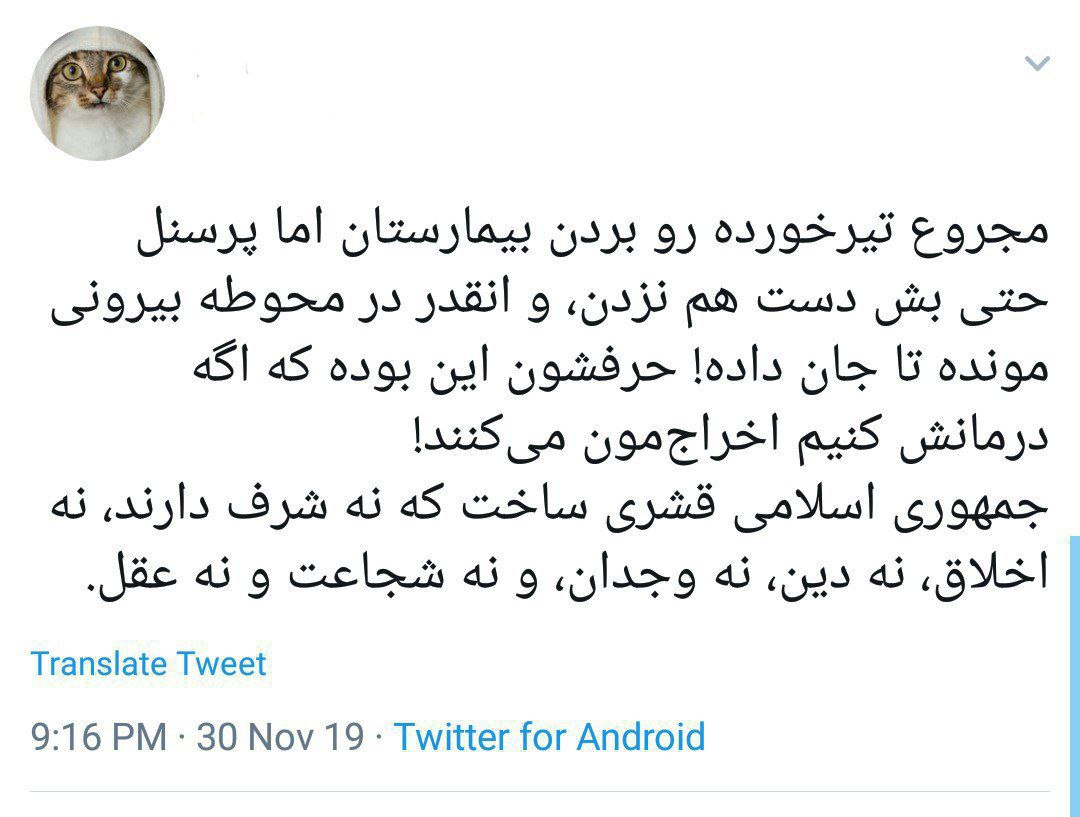 مجروع تیرخورده رو بردن بیمارستان اما پرسنل
حتی بش دست هم نزدن، و انقدر در محوطه بیرونی
مونده تا جان داده! حرفشون این بوده که اگه
درمانش کنیم اخراج‌مون می‌کنند!
جمهوری اسلامی قشری ساخت که نه شرف دارند، نه
اخلاق، نه دین، نه وجدان، و نه شجاعت و نه عقل.
Translate Tweet
9:16 PM · 30 Nov 19 · Twitter for Android